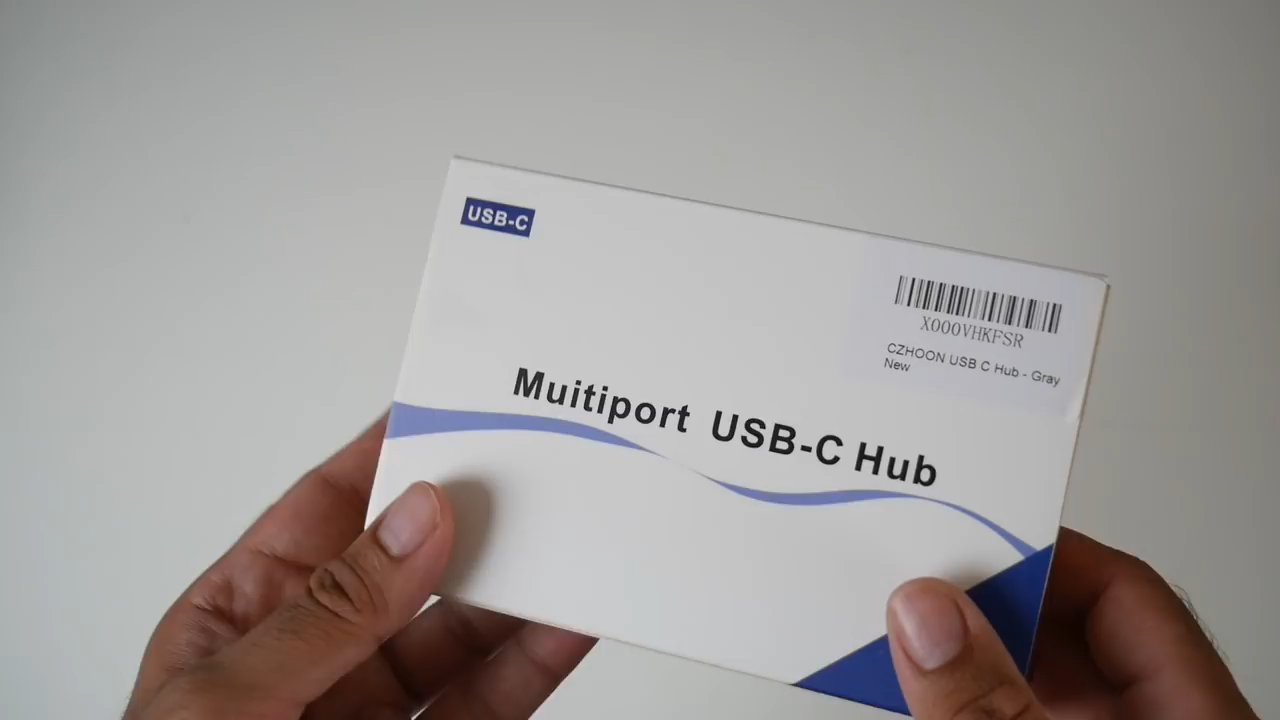 USB-C
X000VHKFSR
CZHOON USB C Hub - Gray
New
Muitiport USB-C Hub